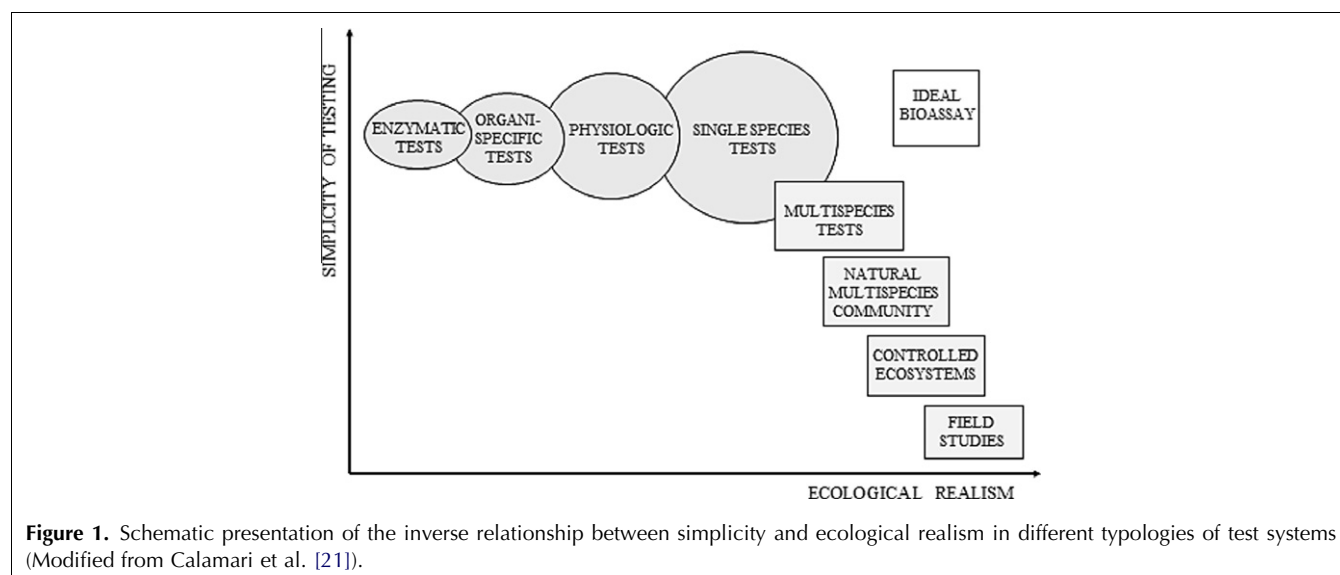 SIMPLICITY OF TESTING
ENZYMATIC
TESTS
ORGANI-
SPECIFIC
TESTS
PHYSIOLOGIC
TESTS
SINGLE SPECIES
TESTS
IDEAL
BIOASSAY
MULTISPECIES
TESTS
NATURAL
MULTISPECIES
COMMUNITY
CONTROLLED
ECOSYSTEMS
FIELD
STUDIES
ECOLOGICAL REALISM
Figure 1. Schematic presentation of the inverse relationship between simplicity and ecological realism in different typologies of test systems
(Modified from Calamari et al. [21]).